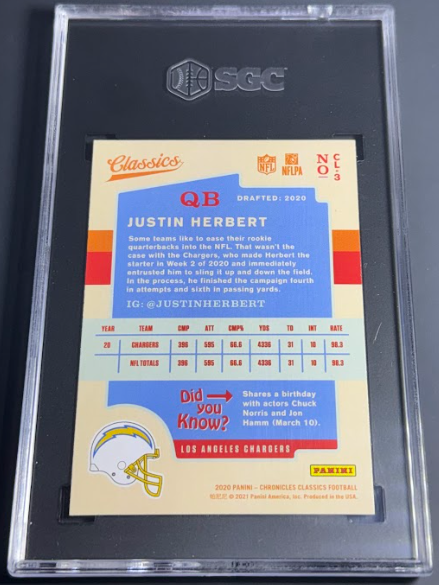 SGC
Classics
NFL
NFLPA
NO
CL-3
QB DRAFTED: 2020
JUSTIN HERBERT
Some teams like to ease their rookie
quarterbacks into the NFL. That wasn't the
case with the Chargers, who made Herbert the
starter in Week 2 of 2020 and immediately
entrusted him to sling it up and down the field.
In the process, he finished the campaign fourth
in attempts and sixth in passing yards.
IG: @JUSTINHERBERT
YEAR TEAM CMP ATT CMP% YDS TD INT RATE
20 CHARGERS 396 595 66.6 4336 31 10 98.3
NFL TOTALS 396 595 66.6 4336 31 10 98.3
Did you Know?
Shares a birthday
with actors Chuck
Norris and Jon
Hamm (March 10).
LOS ANGELES CHARGERS
PANINI
2020 PANINI – CHRONICLES CLASSICS FOOTBALL
© 2021 Panini America, Inc. Produced in the USA.